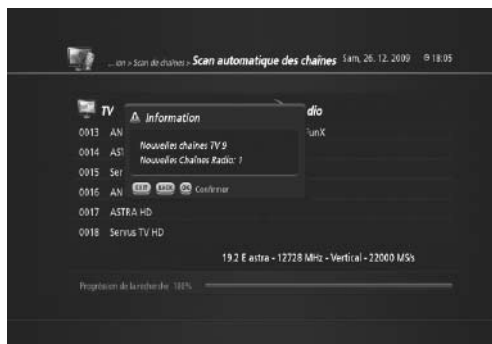 ... on > Scan de chaînes > Scan automatique des chaînes Sam, 26. 12. 2009 18:05
TV dio
0013 AN FunX
Information
0014 AST
Nouvelles chaînes TV 9
Nouvelles Chaînes Radio: 1
0015 Ser
0016 AN
EXIT BACK OK Confirmer
0017 ASTRA HD
0018 Servus TV HD
19.2 E astra - 12728 MHz - Vertical - 22000 MS/s
Progression de la recherche 100%